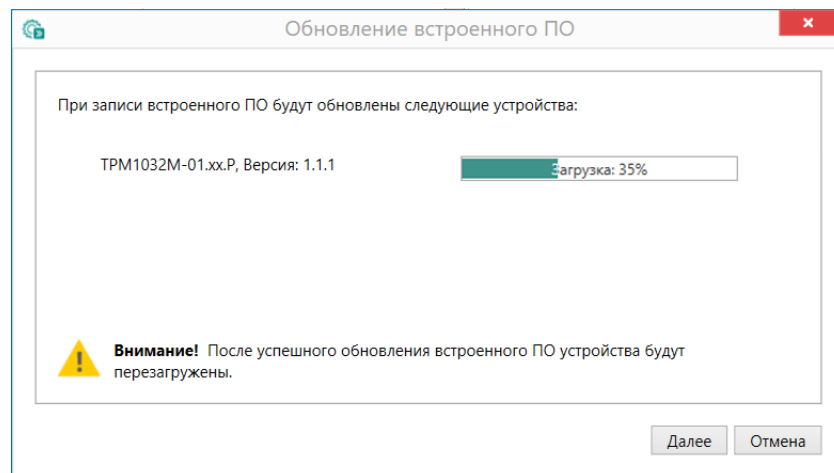 Обновление встроенного ПО
При записи встроенного ПО будут обновлены следующие устройства:
ТРМ1032М-01.xx.Р, Версия: 1.1.1
Загрузка: 35%
Внимание! После успешного обновления встроенного ПО устройства будут
перезагружены.
Далее
Отмена